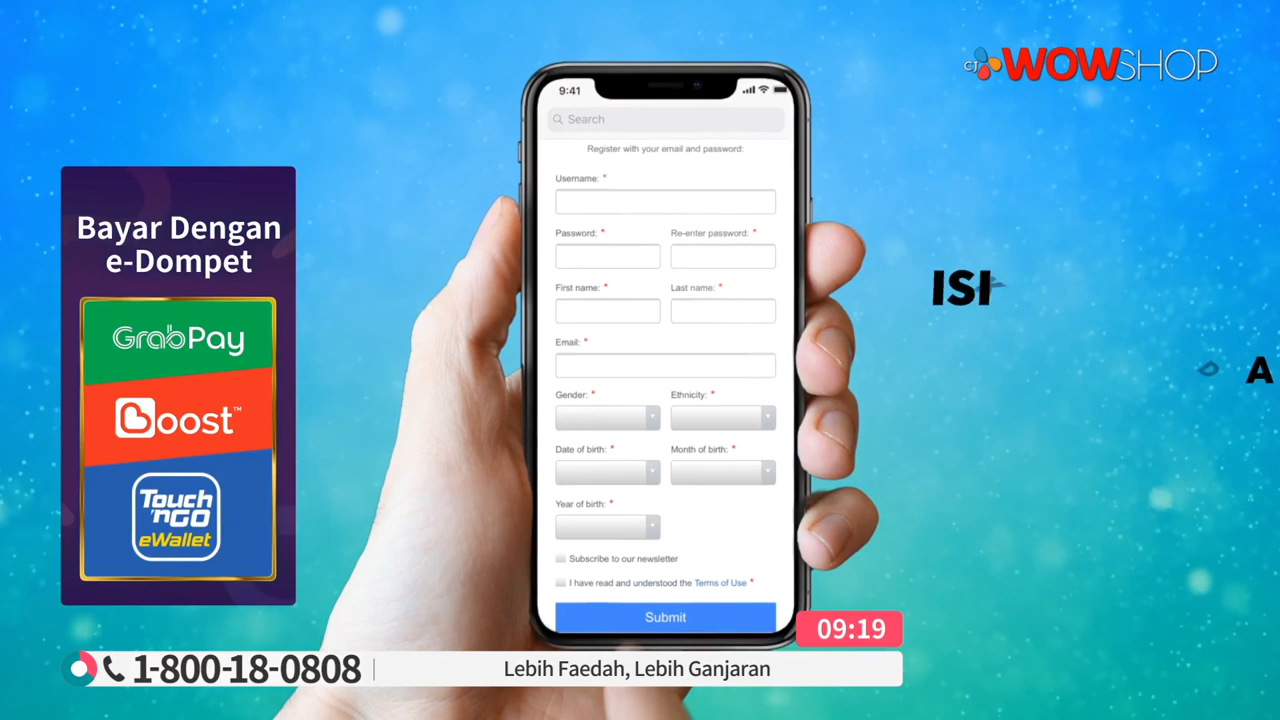 CJ WOWSHOP
9:41
Search
Register with your email and password:
Username: *
Password: *
Re-enter password: *
First name: *
Last name: *
Email: *
Gender: *
Ethnicity: *
Date of birth: *
Month of birth: *
Year of birth: *
Subscribe to our newsletter
I have read and understood the Terms of Use *
Submit
Bayar Dengan
e-Dompet
GrabPay
Boost™
Touch
'nGO
eWallet
ISI
A
09:19
1-800-18-0808
Lebih Faedah, Lebih Ganjaran